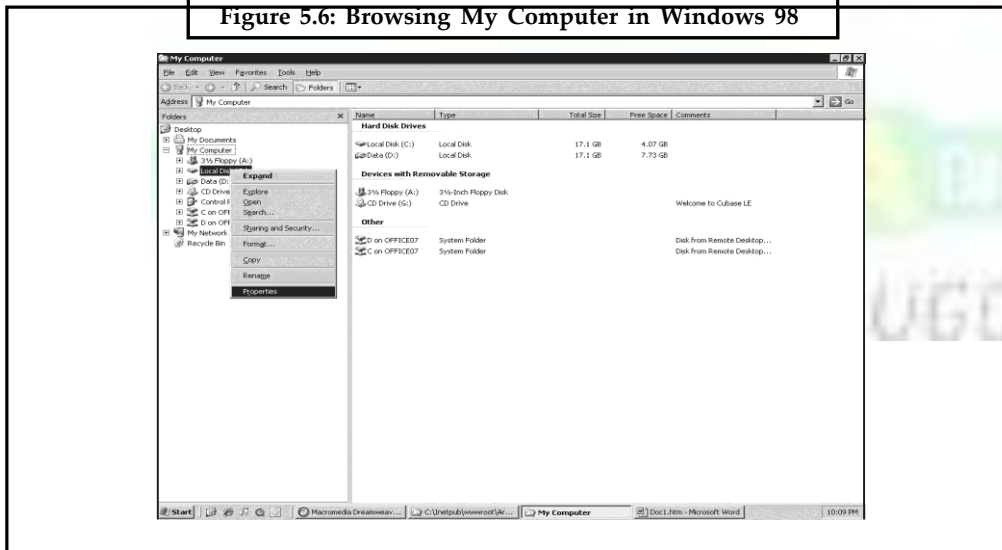 Figure 5.6: Browsing My Computer in Windows 98
My Computer
File Edit View Favorites Tools Help
Back Search Folders
Address My Computer Go
Folders
Name Type Total Size Free Space Comments
Desktop
My Documents
My Computer
3½ Floppy (A:)
Local Dis
Data (D:
CD Drive
Control P
C on OFF
D on OFF
My Network
Recycle Bin
Expand
Explore
Open
Search...
Sharing and Security...
Format...
Copy
Rename
Properties
Hard Disk Drives
Local Disk (C:) Local Disk 17.1 GB 4.07 GB
Data (D:) Local Disk 17.1 GB 7.73 GB
Devices with Removable Storage
3½ Floppy (A:) 3½-Inch Floppy Disk
CD Drive (G:) CD Drive Welcome to Cubase LE
Other
D on OFFICE07 System Folder Disk from Remote Desktop...
C on OFFICE07 System Folder Disk from Remote Desktop...
Start Macromedia Dreamweav... C:\Inetpub\wwwroot\Ar... My Computer Doc1.htm - Microsoft Word 10:09 PM